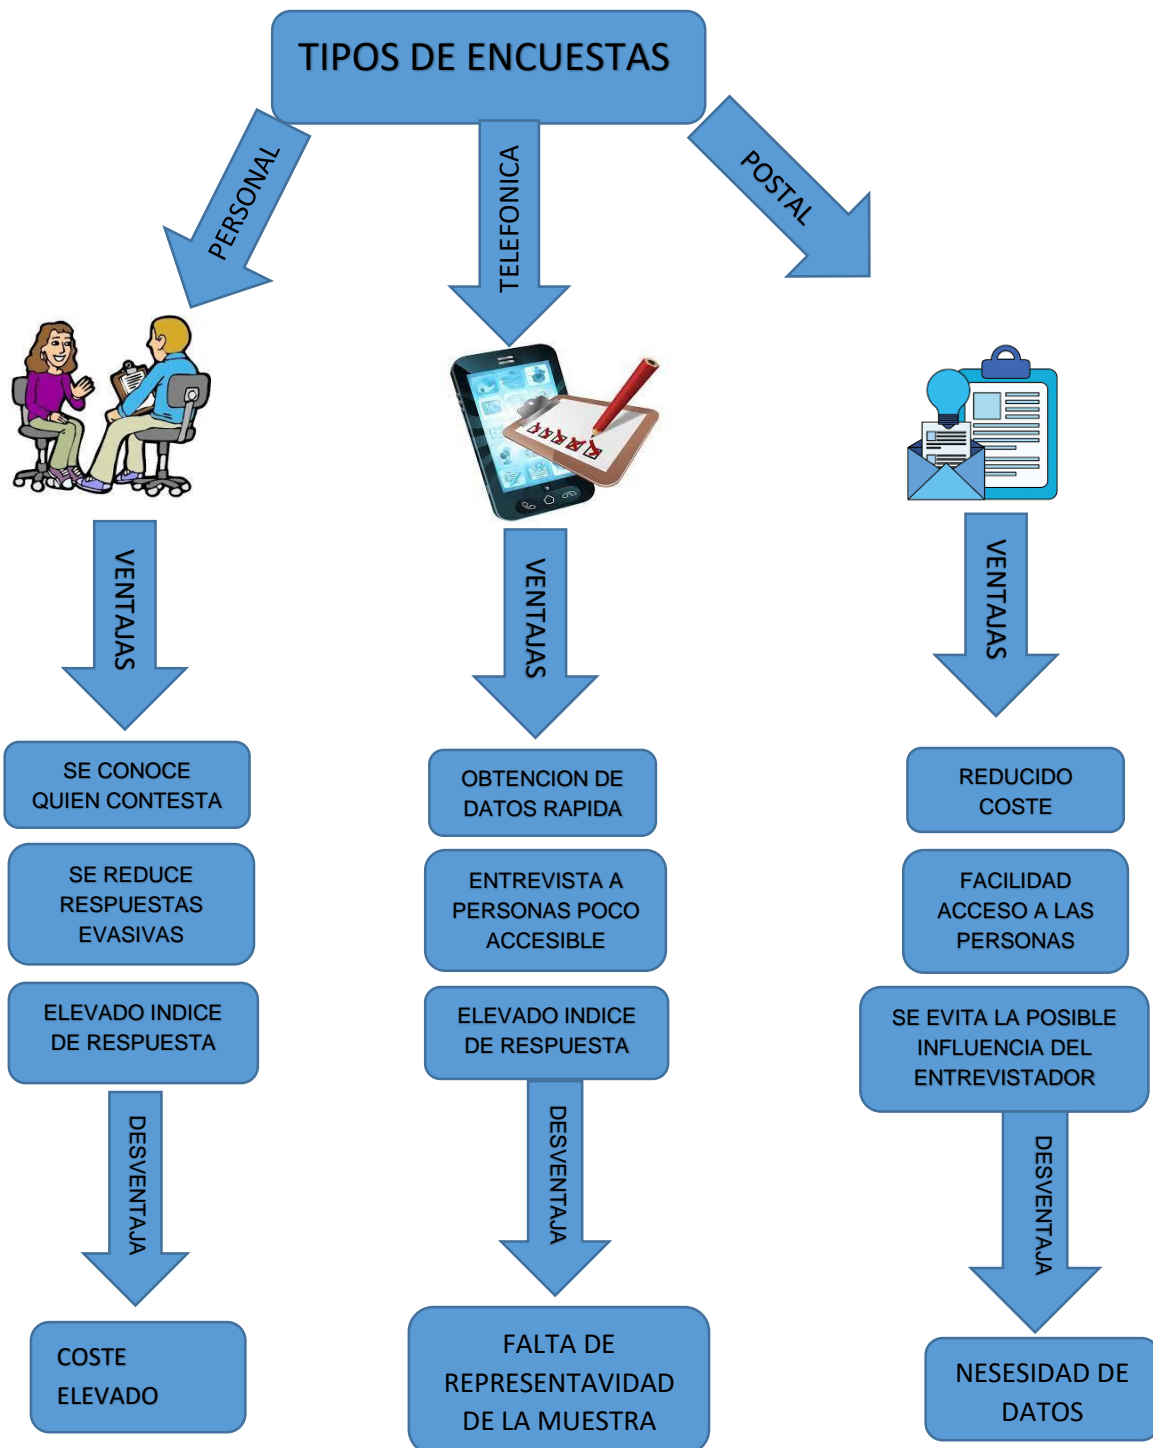 TIPOS DE ENCUESTAS
PERSONAL
TELEFONICA
POSTAL
VENTAJAS
VENTAJAS
VENTAJAS
SE CONOCE
QUIEN CONTESTA
SE REDUCE
RESPUESTAS
EVASIVAS
ELEVADO INDICE
DE RESPUESTA
OBTENCION DE
DATOS RAPIDA
ENTREVISTA A
PERSONAS POCO
ACCESIBLE
ELEVADO INDICE
DE RESPUESTA
REDUCIDO
COSTE
FACILIDAD
ACCESO A LAS
PERSONAS
SE EVITA LA POSIBLE
INFLUENCIA DEL
ENTREVISTADOR
DESVENTAJA
DESVENTAJA
DESVENTAJA
COSTE
ELEVADO
FALTA DE
REPRESENTAVIDAD
DE LA MUESTRA
NESESIDAD DE
DATOS